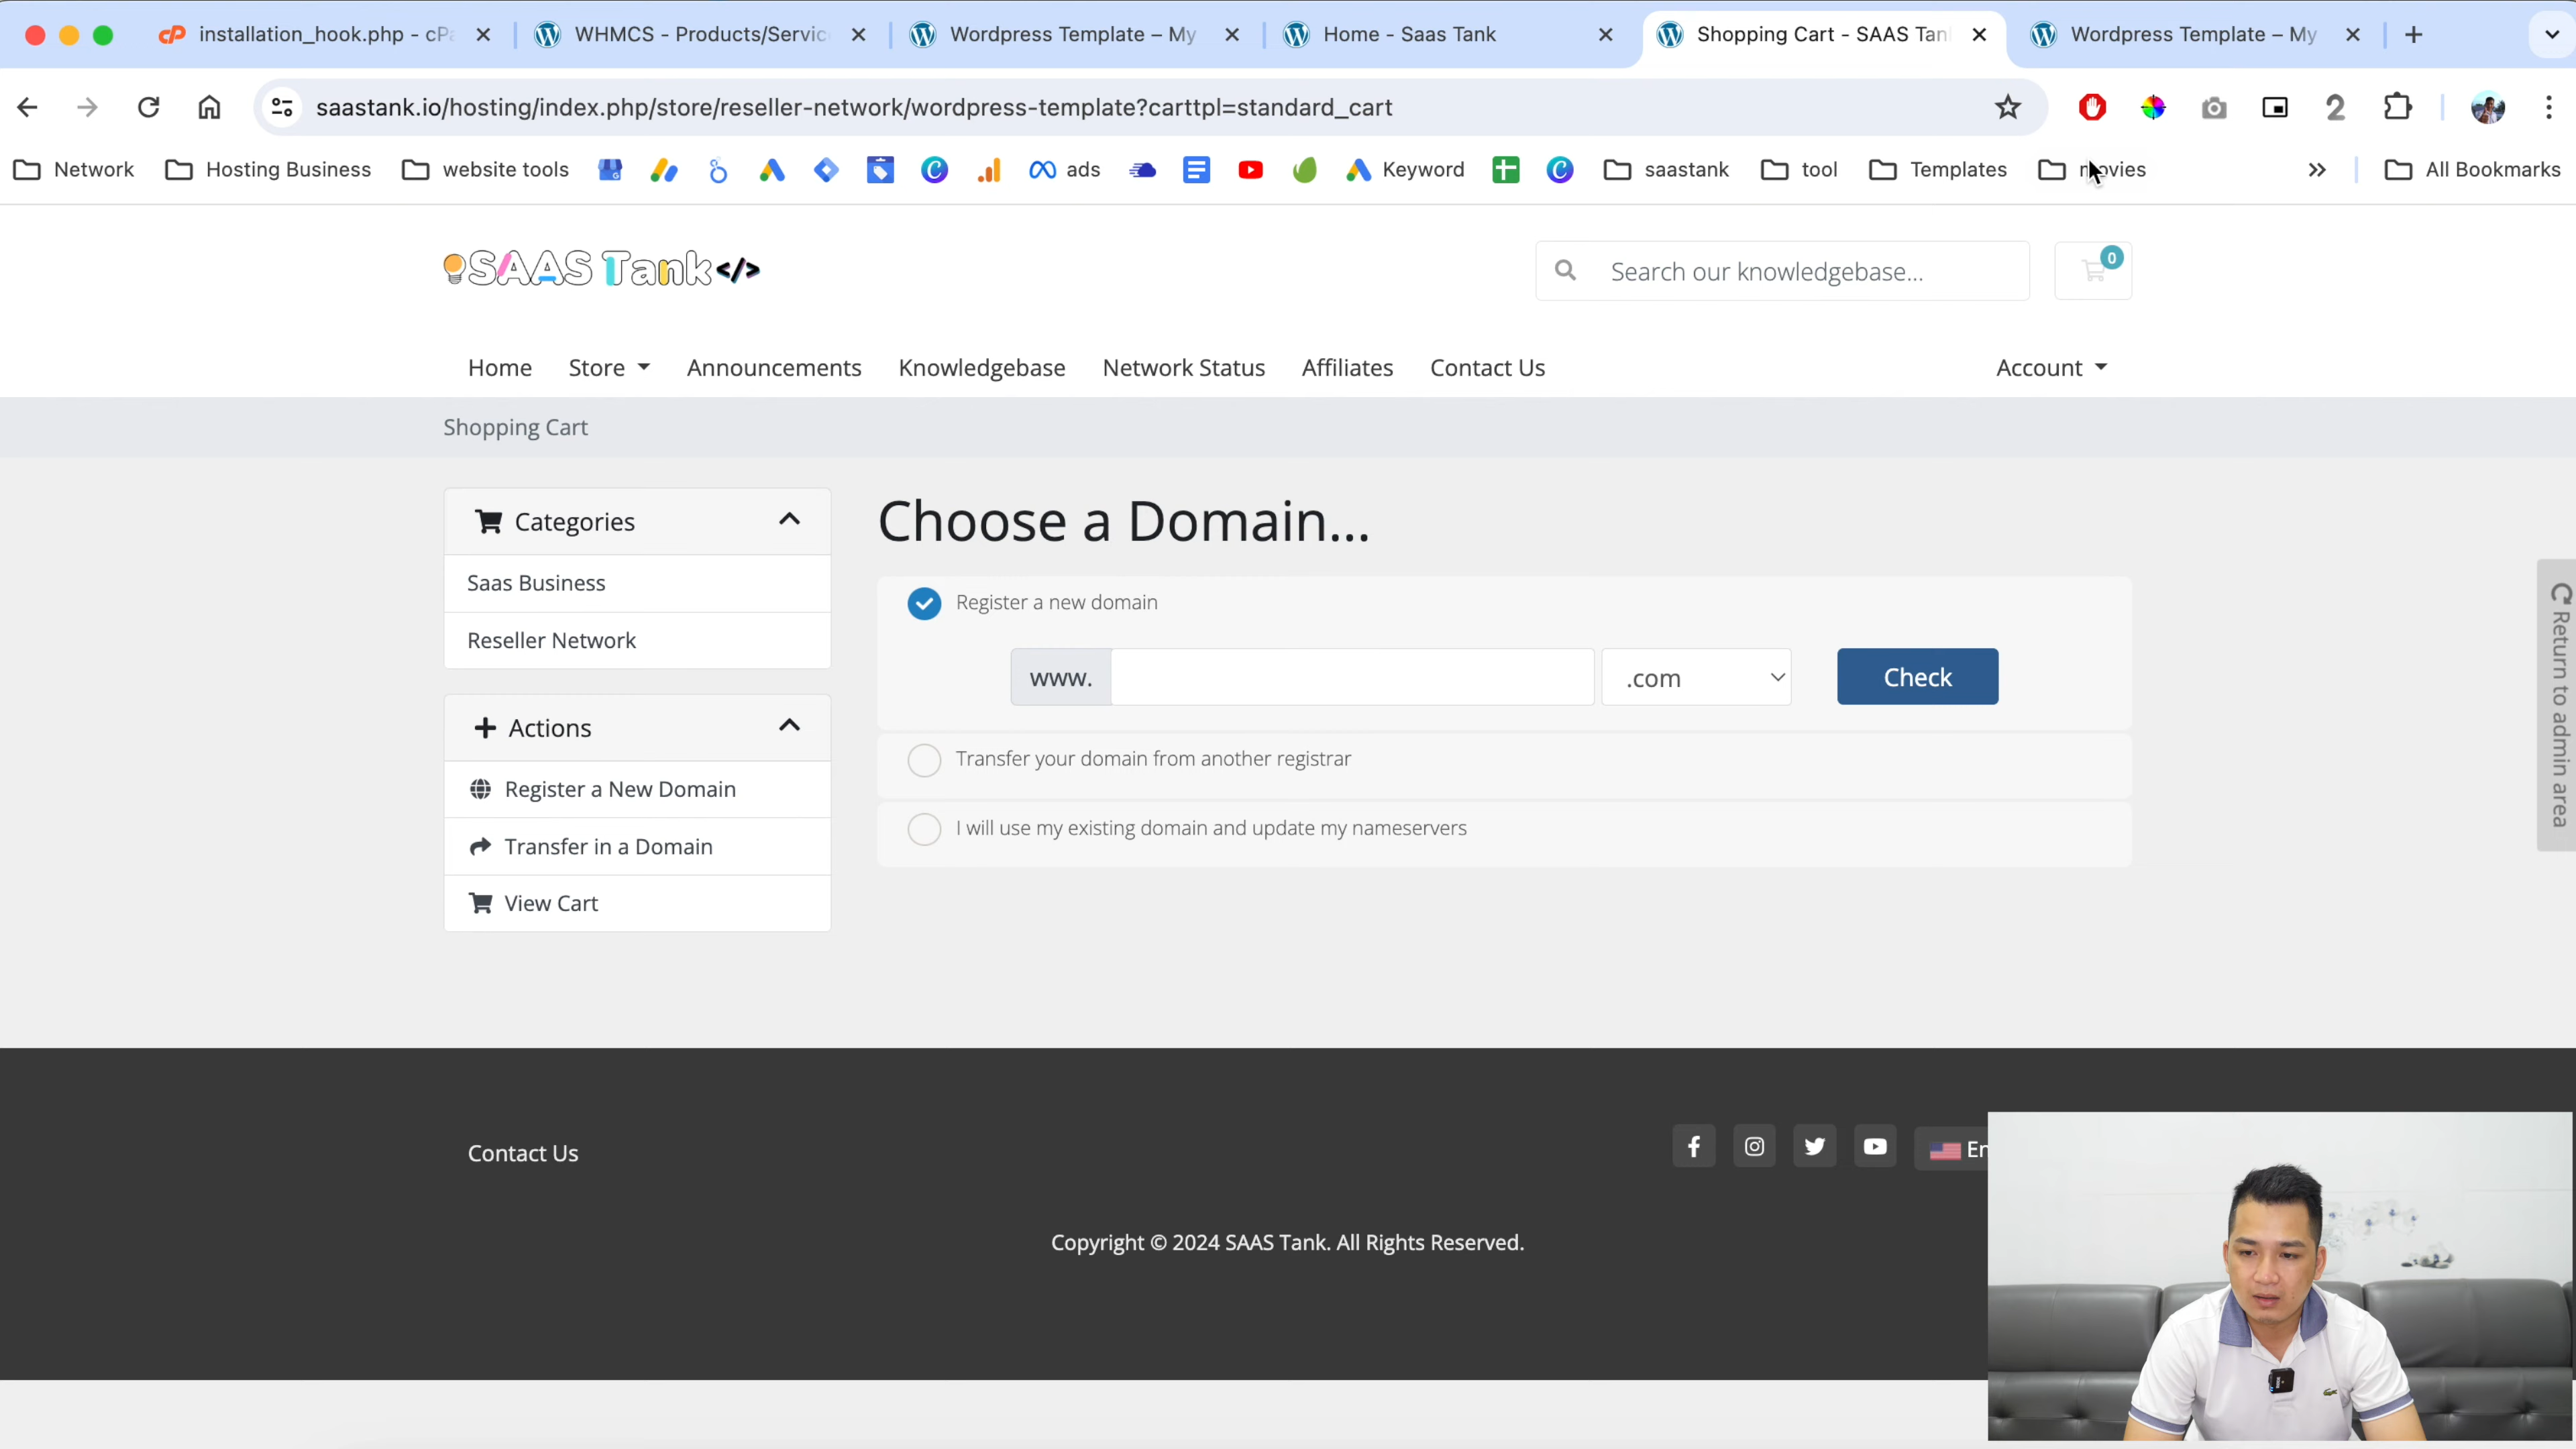 installation_hook.php - cPa
WHMCS - Products/Servic
Wordpress Template – My
Home - Saas Tank
Shopping Cart - SAAS Tan
Wordpress Template – My
saastank.io/hosting/index.php/store/reseller-network/wordpress-template?carttpl=standard_cart
Network
Hosting Business
website tools
ads
Keyword
saastank
tool
Templates
movies
All Bookmarks
SAAS Tank</>
Search our knowledgebase...
0
Home
Store
Announcements
Knowledgebase
Network Status
Affiliates
Contact Us
Account
Shopping Cart
Categories
Saas Business
Reseller Network
Actions
Register a New Domain
Transfer in a Domain
View Cart
Choose a Domain...
Register a new domain
www.
.com
Check
Transfer your domain from another registrar
I will use my existing domain and update my nameservers
Return to admin area
Contact Us
En
Copyright © 2024 SAAS Tank. All Rights Reserved.